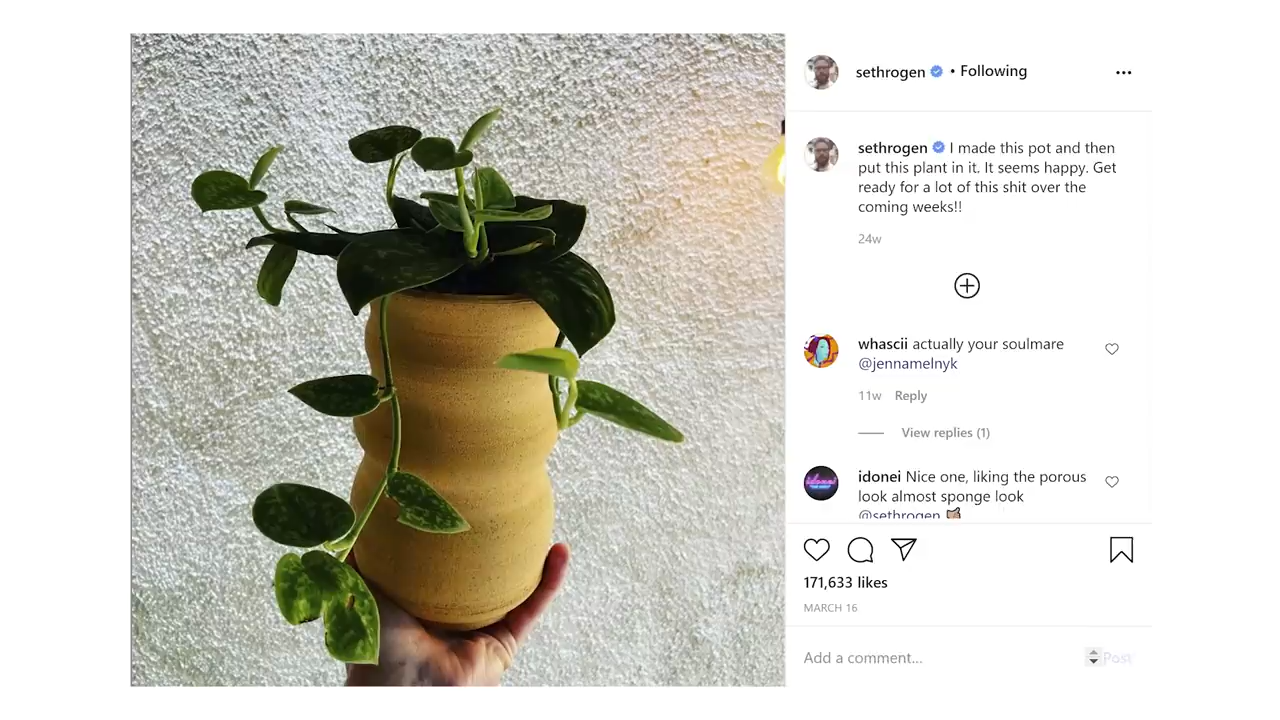 sethrogen • Following
sethrogen I made this pot and then
put this plant in it. It seems happy. Get
ready for a lot of this shit over the
coming weeks!!
24w
whascii actually your soulmare
@jennamelnyk
11w Reply
View replies (1)
idonei Nice one, liking the porous
look almost sponge look
@sethrogen
171,633 likes
MARCH 16
Add a comment...
Post